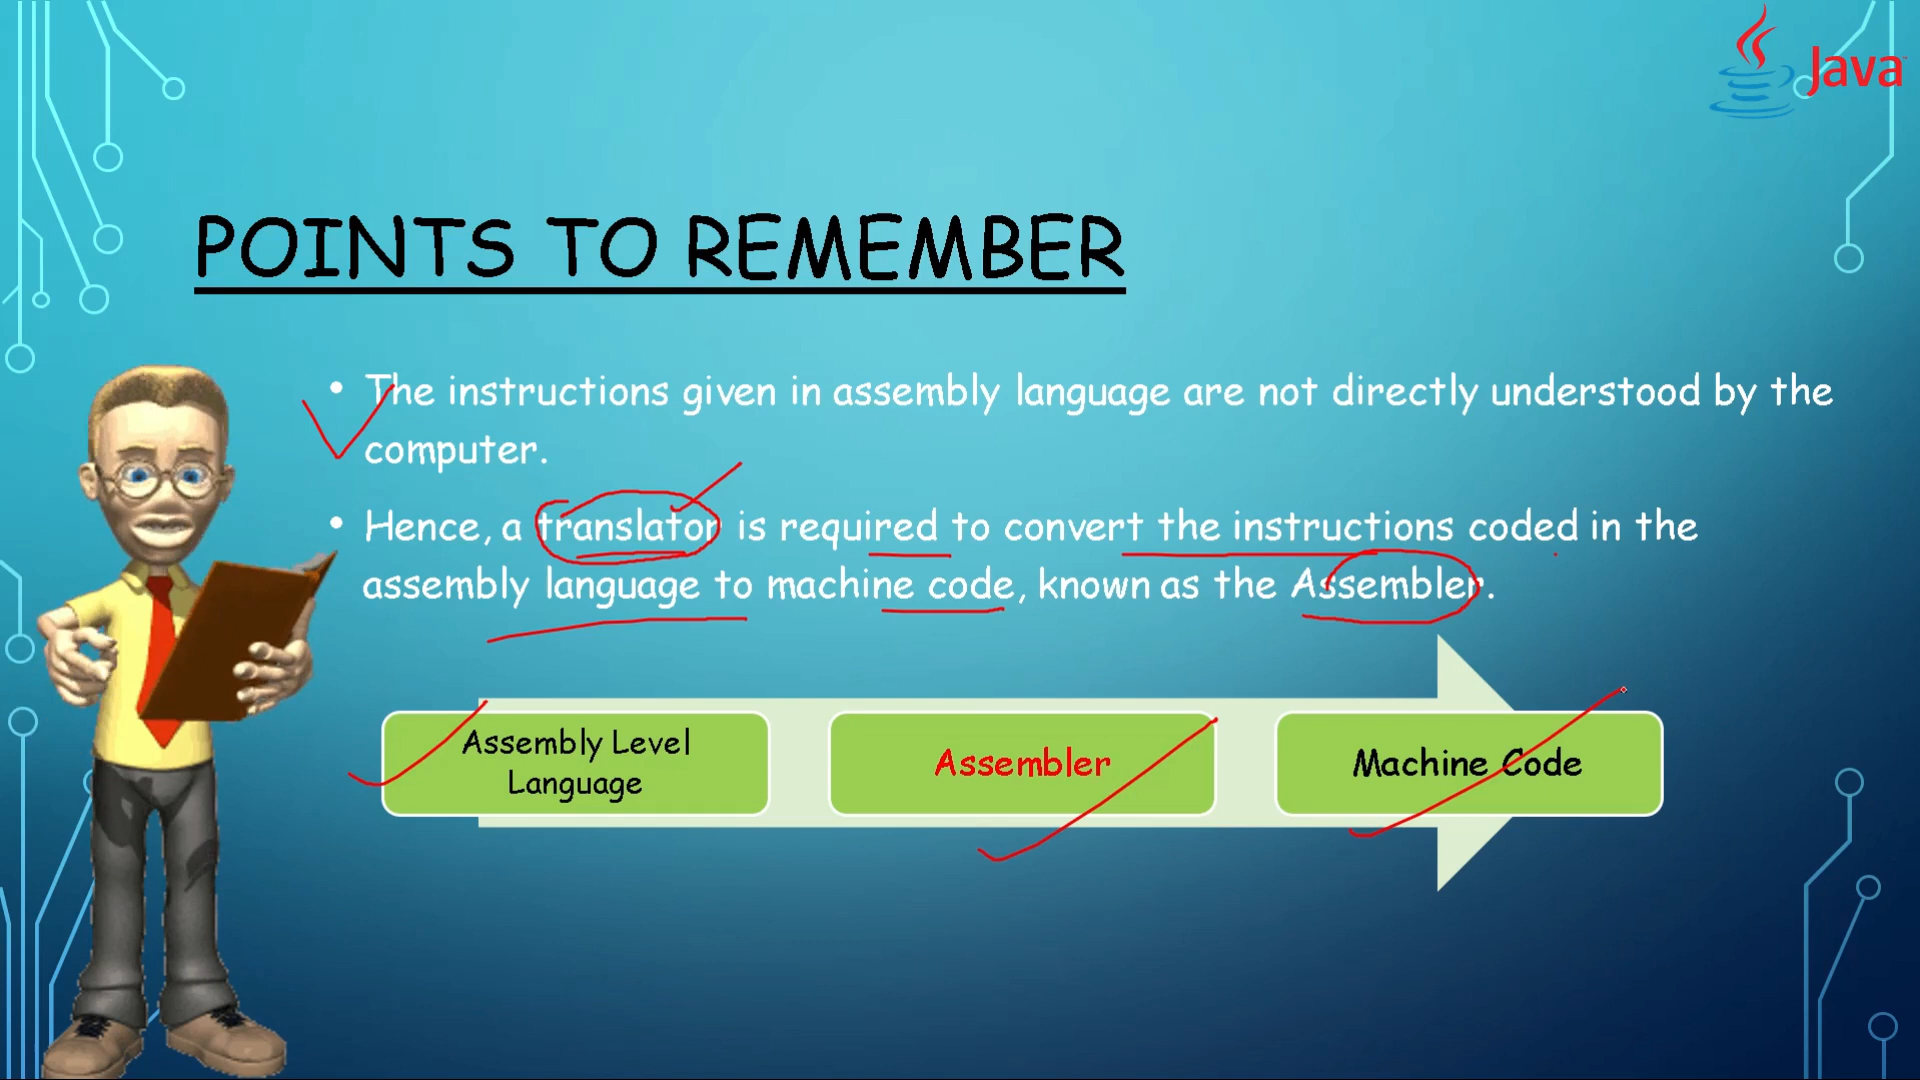 Java
POINTS TO REMEMBER
• The instructions given in assembly language are not directly understood by the
computer.
• Hence, a translator is required to convert the instructions coded in the
assembly language to machine code, known as the Assembler.
Assembly Level
Language
Assembler
Machine Code